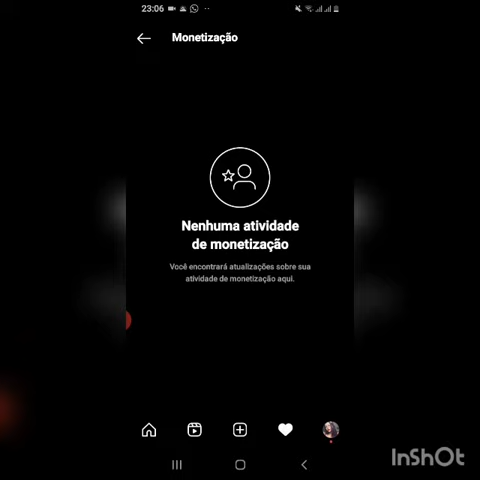 23:06
Monetização
Nenhuma atividade
de monetização
Você encontrará atualizações sobre sua
atividade de monetização aqui.
InShOt